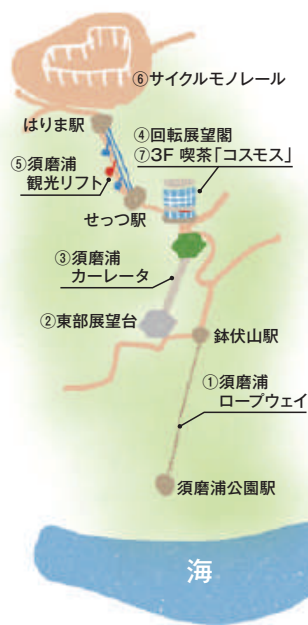 ⑥サイクルモノレール
はりま駅
④回転展望閣
⑦3F 喫茶「コスモス」
⑤須磨浦
観光リフト
せっつ駅
③須磨浦
カーレータ
②東部展望台
鉢伏山駅
①須磨浦
ロープウェイ
須磨浦公園駅
海